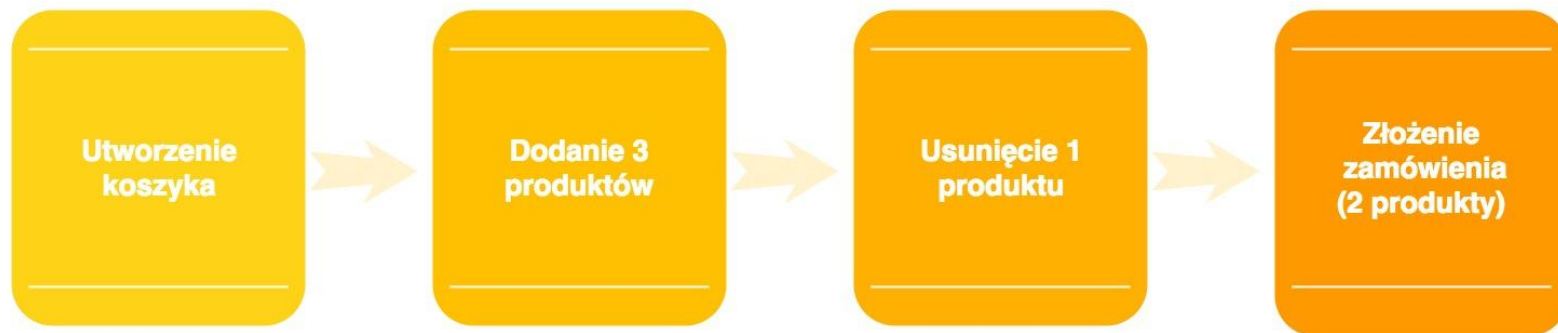 Utworzenie
koszyka
Dodanie 3
produktów
Usunięcie 1
produktu
Złożenie
zamówienia
(2 produkty)